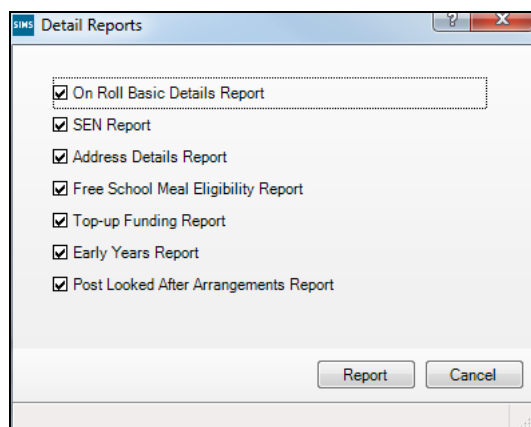 SIMS Detail Reports ? X
On Roll Basic Details Report
SEN Report
Address Details Report
Free School Meal Eligibility Report
Top-up Funding Report
Early Years Report
Post Looked After Arrangements Report
Report Cancel